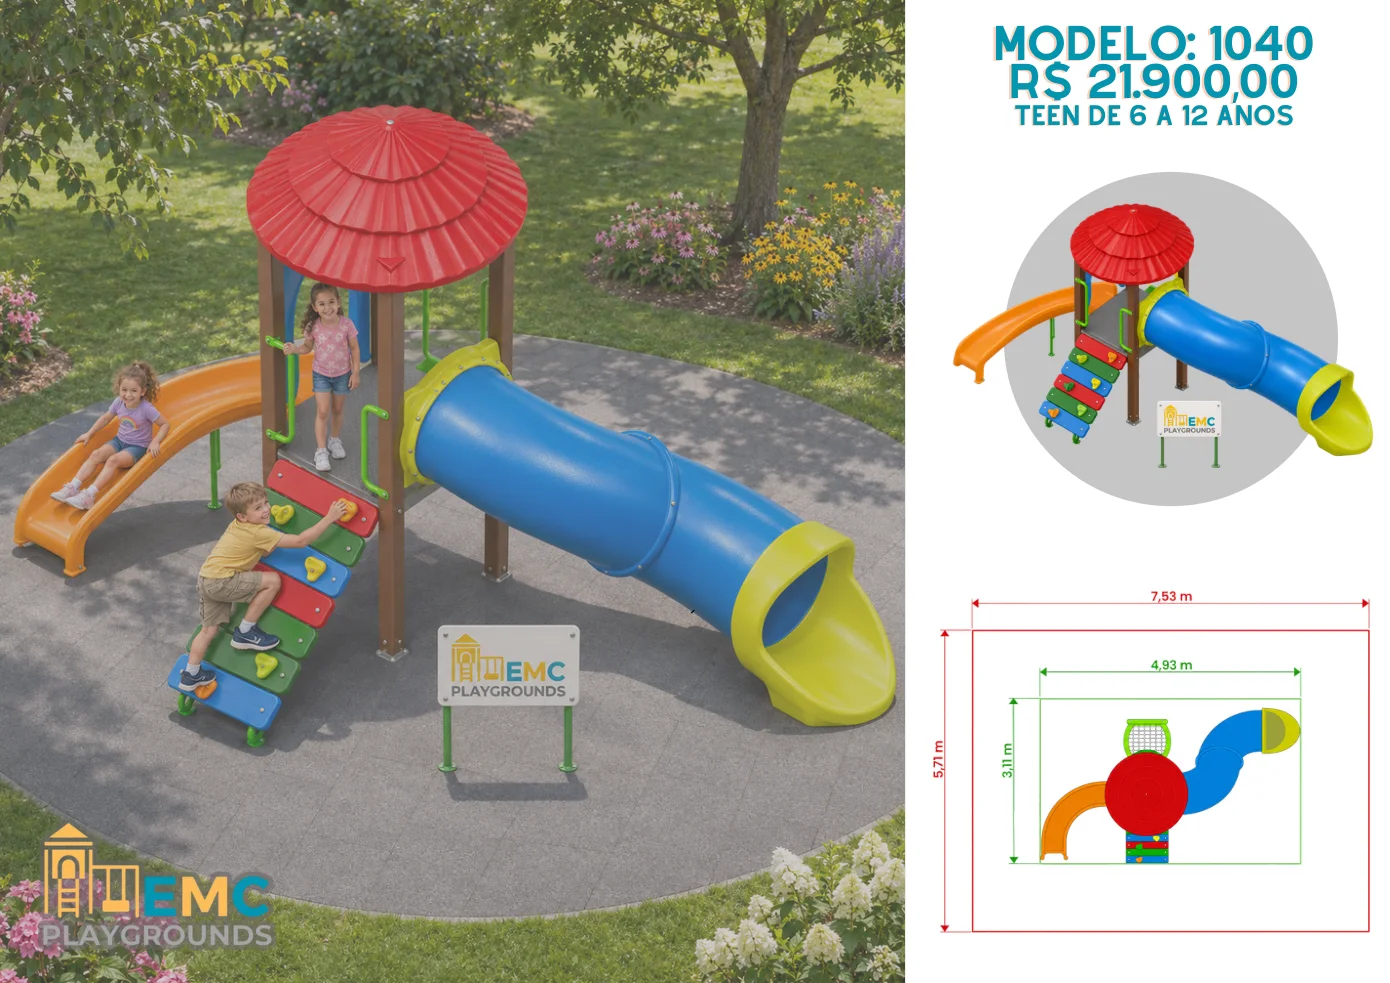 MODELO: 1040
R$ 21.900,00
TEEN DE 6 A 12 ANOS
EMC
PLAYGROUNDS
EMC
PLAYGROUNDS
EMC
PLAYGROUNDS
7,53 m
4,93 m
5,71 m
3,11 m